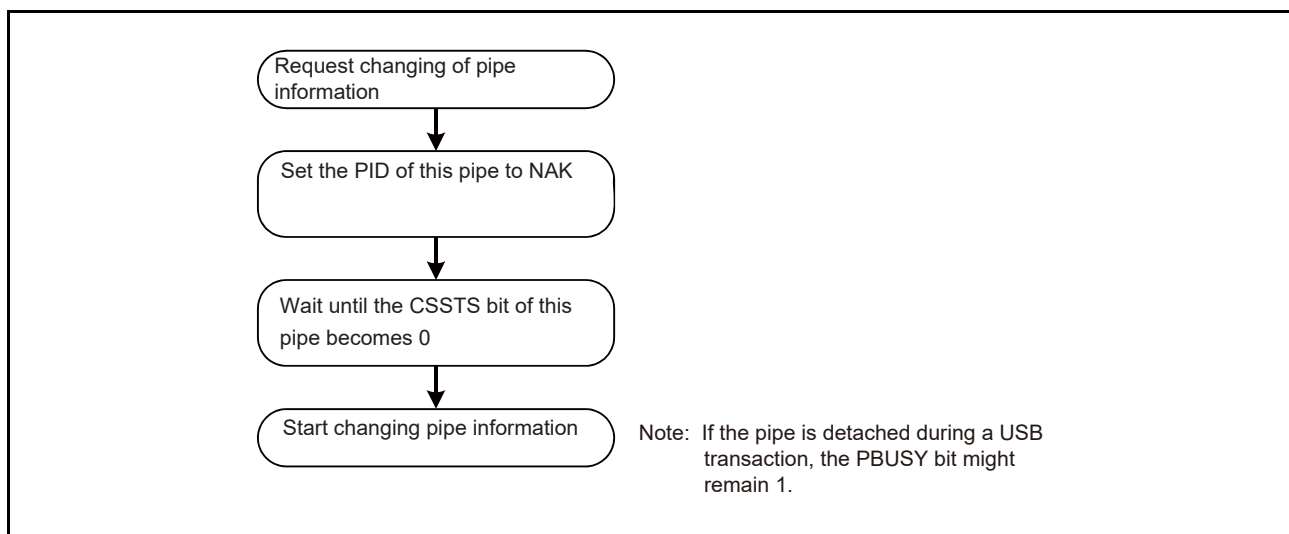 Request changing of pipe
information
Set the PID of this pipe to NAK
Wait until the CSSTS bit of this
pipe becomes 0
Start changing pipe information
Note: If the pipe is detached during a USB
transaction, the PBUSY bit might
remain 1.